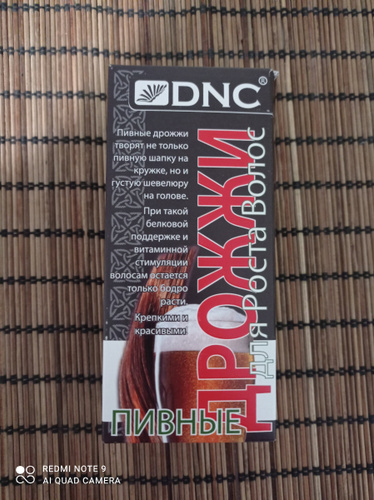 DNC®
Пивные дрожжи
творят не только
пивную шапку на
кружке, но и
густую шевелюру
на голове.
При такой
белковой
поддержке и
витаминной
стимуляции
волосам остается
только бодро
расти.
Крепкими и
красивыми.
ПИВНЫЕ
ДРОЖЖИ
для Роста Волос
REDMI NOTE 9
AI QUAD CAMERA